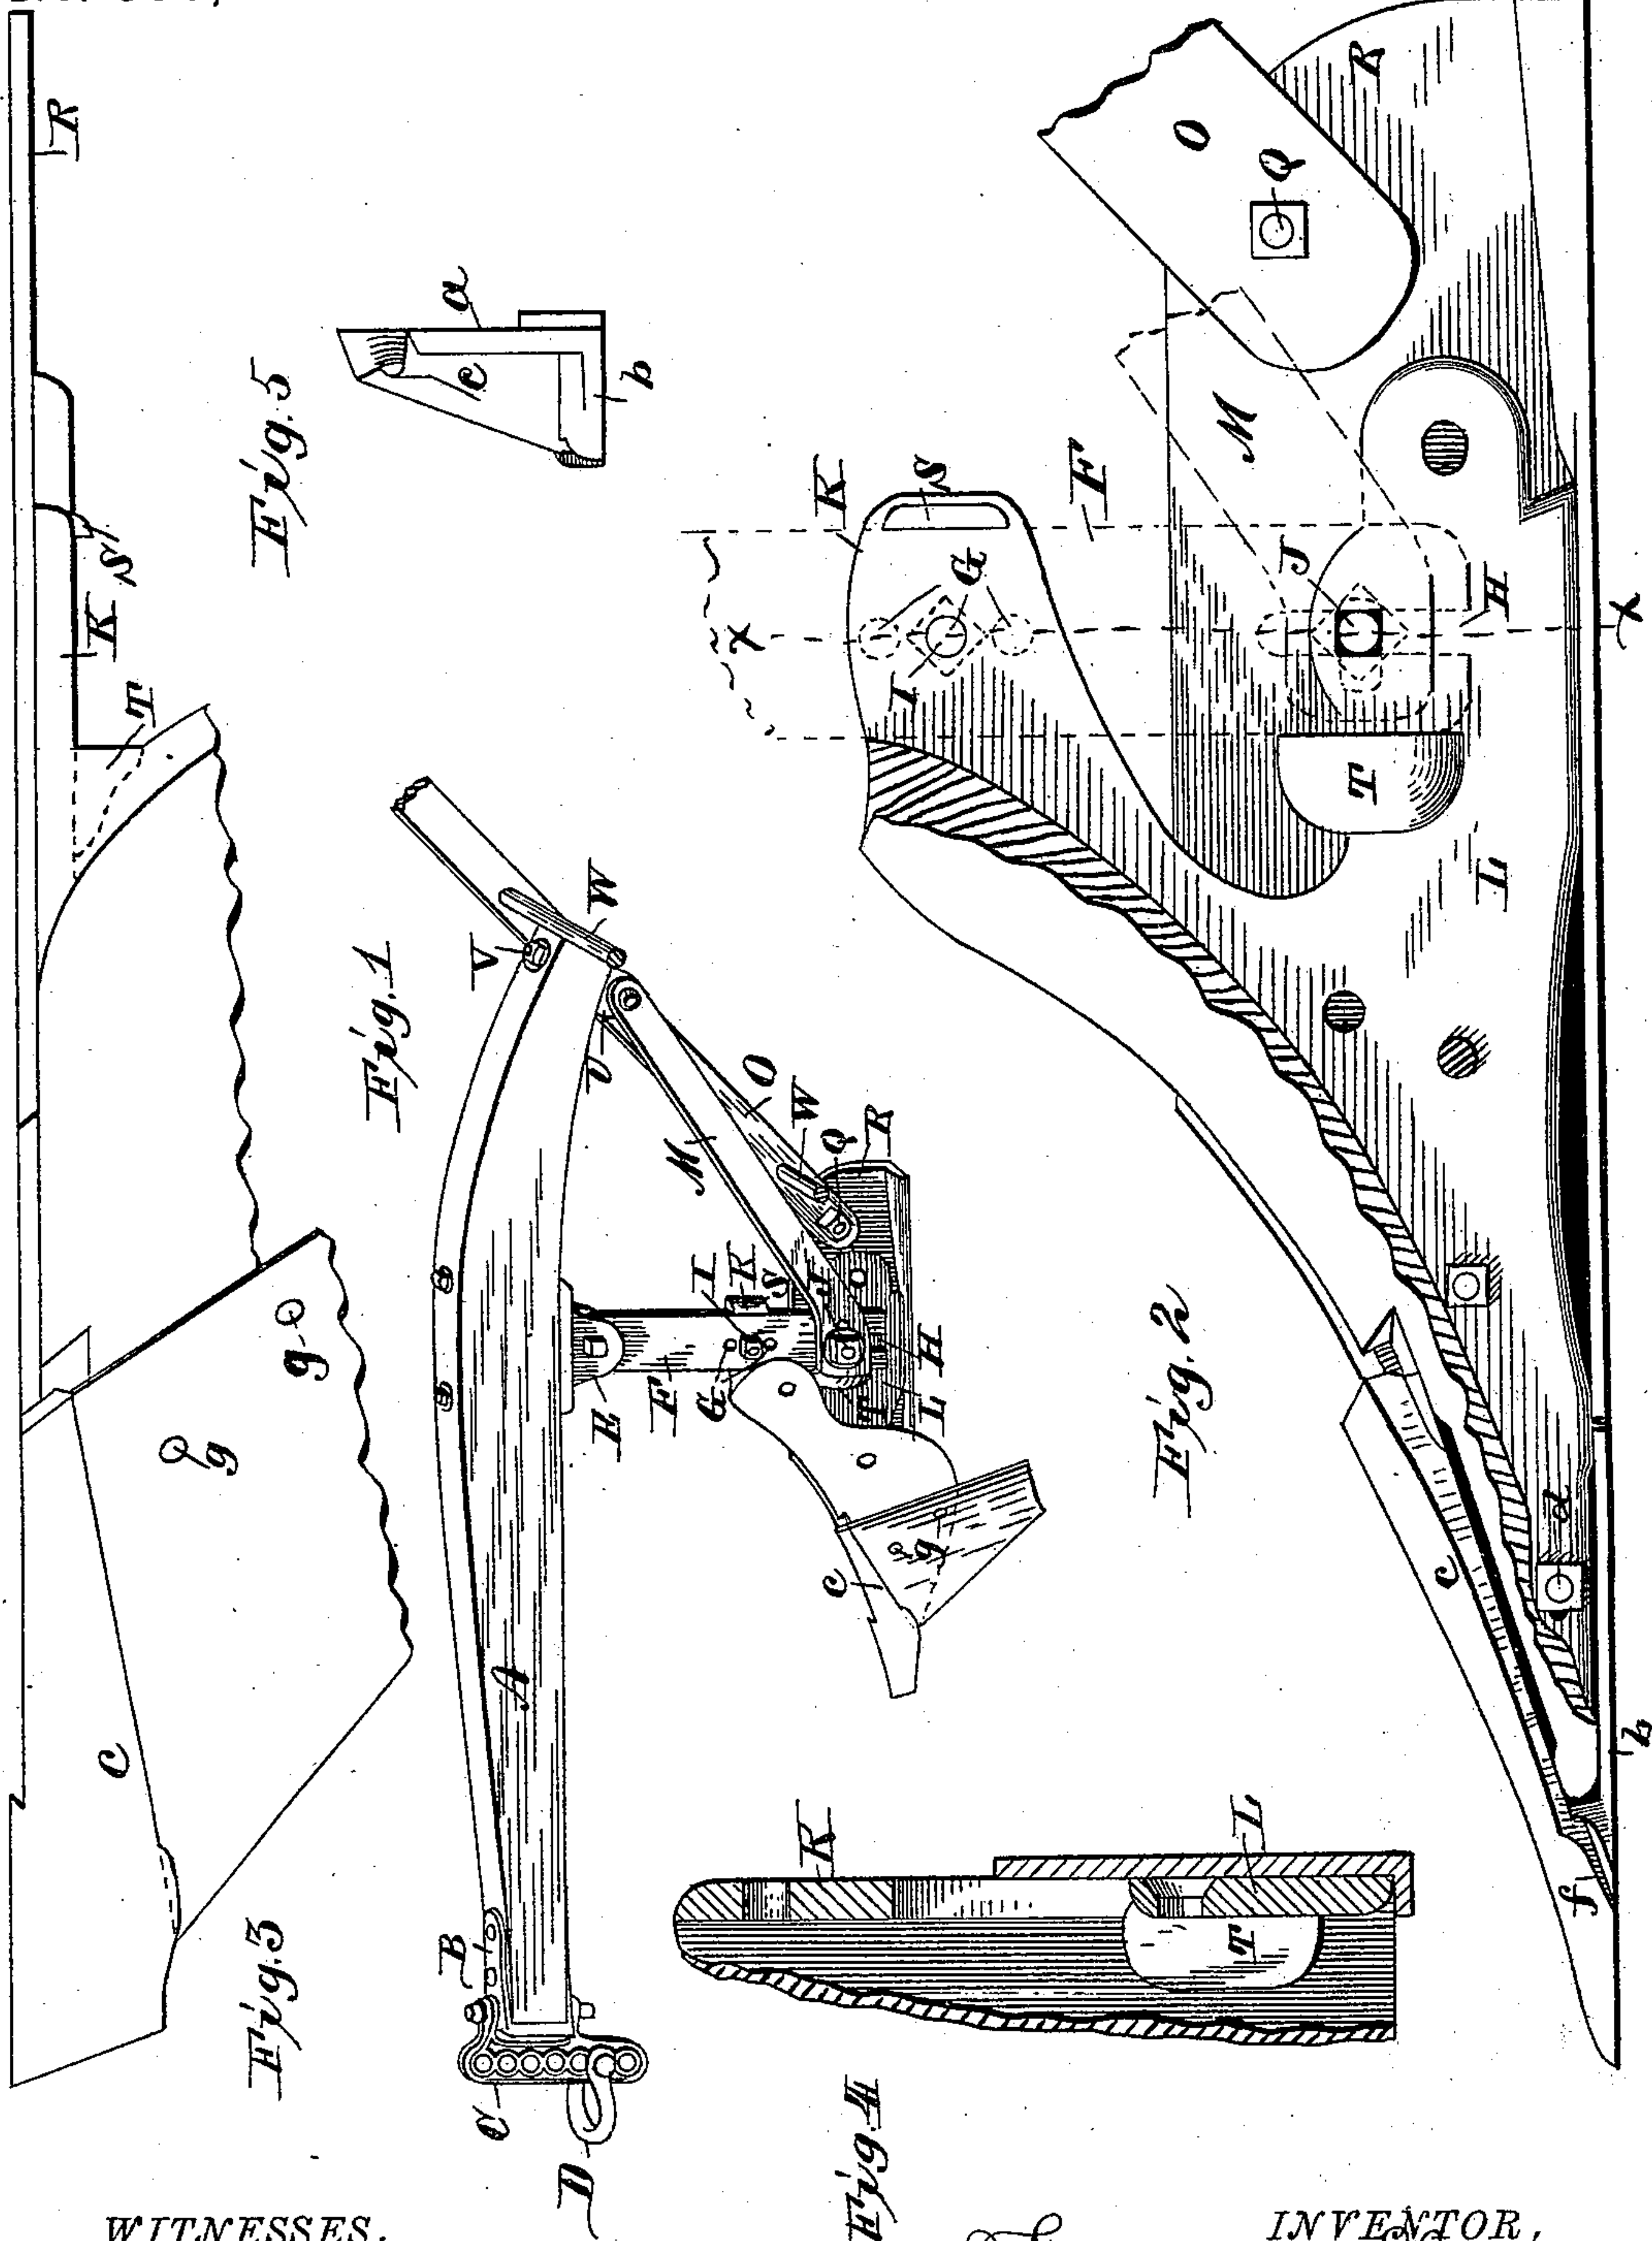 Fig. 3
R
S'
K
T
g
g
c
Fig. 5
a
c
b
Fig. 1
V
W
U
O
M
W
Q
R
I
K
S
J
G
F
E
H
T
L
A
B
C
D
c
g
Fig. 2
R
O
Q
M
K
S
F
G
X
I
J
H
X
T
L
d
c
b
f
Fig. 4
K
L
T
WITNESSES.
INVENTOR,